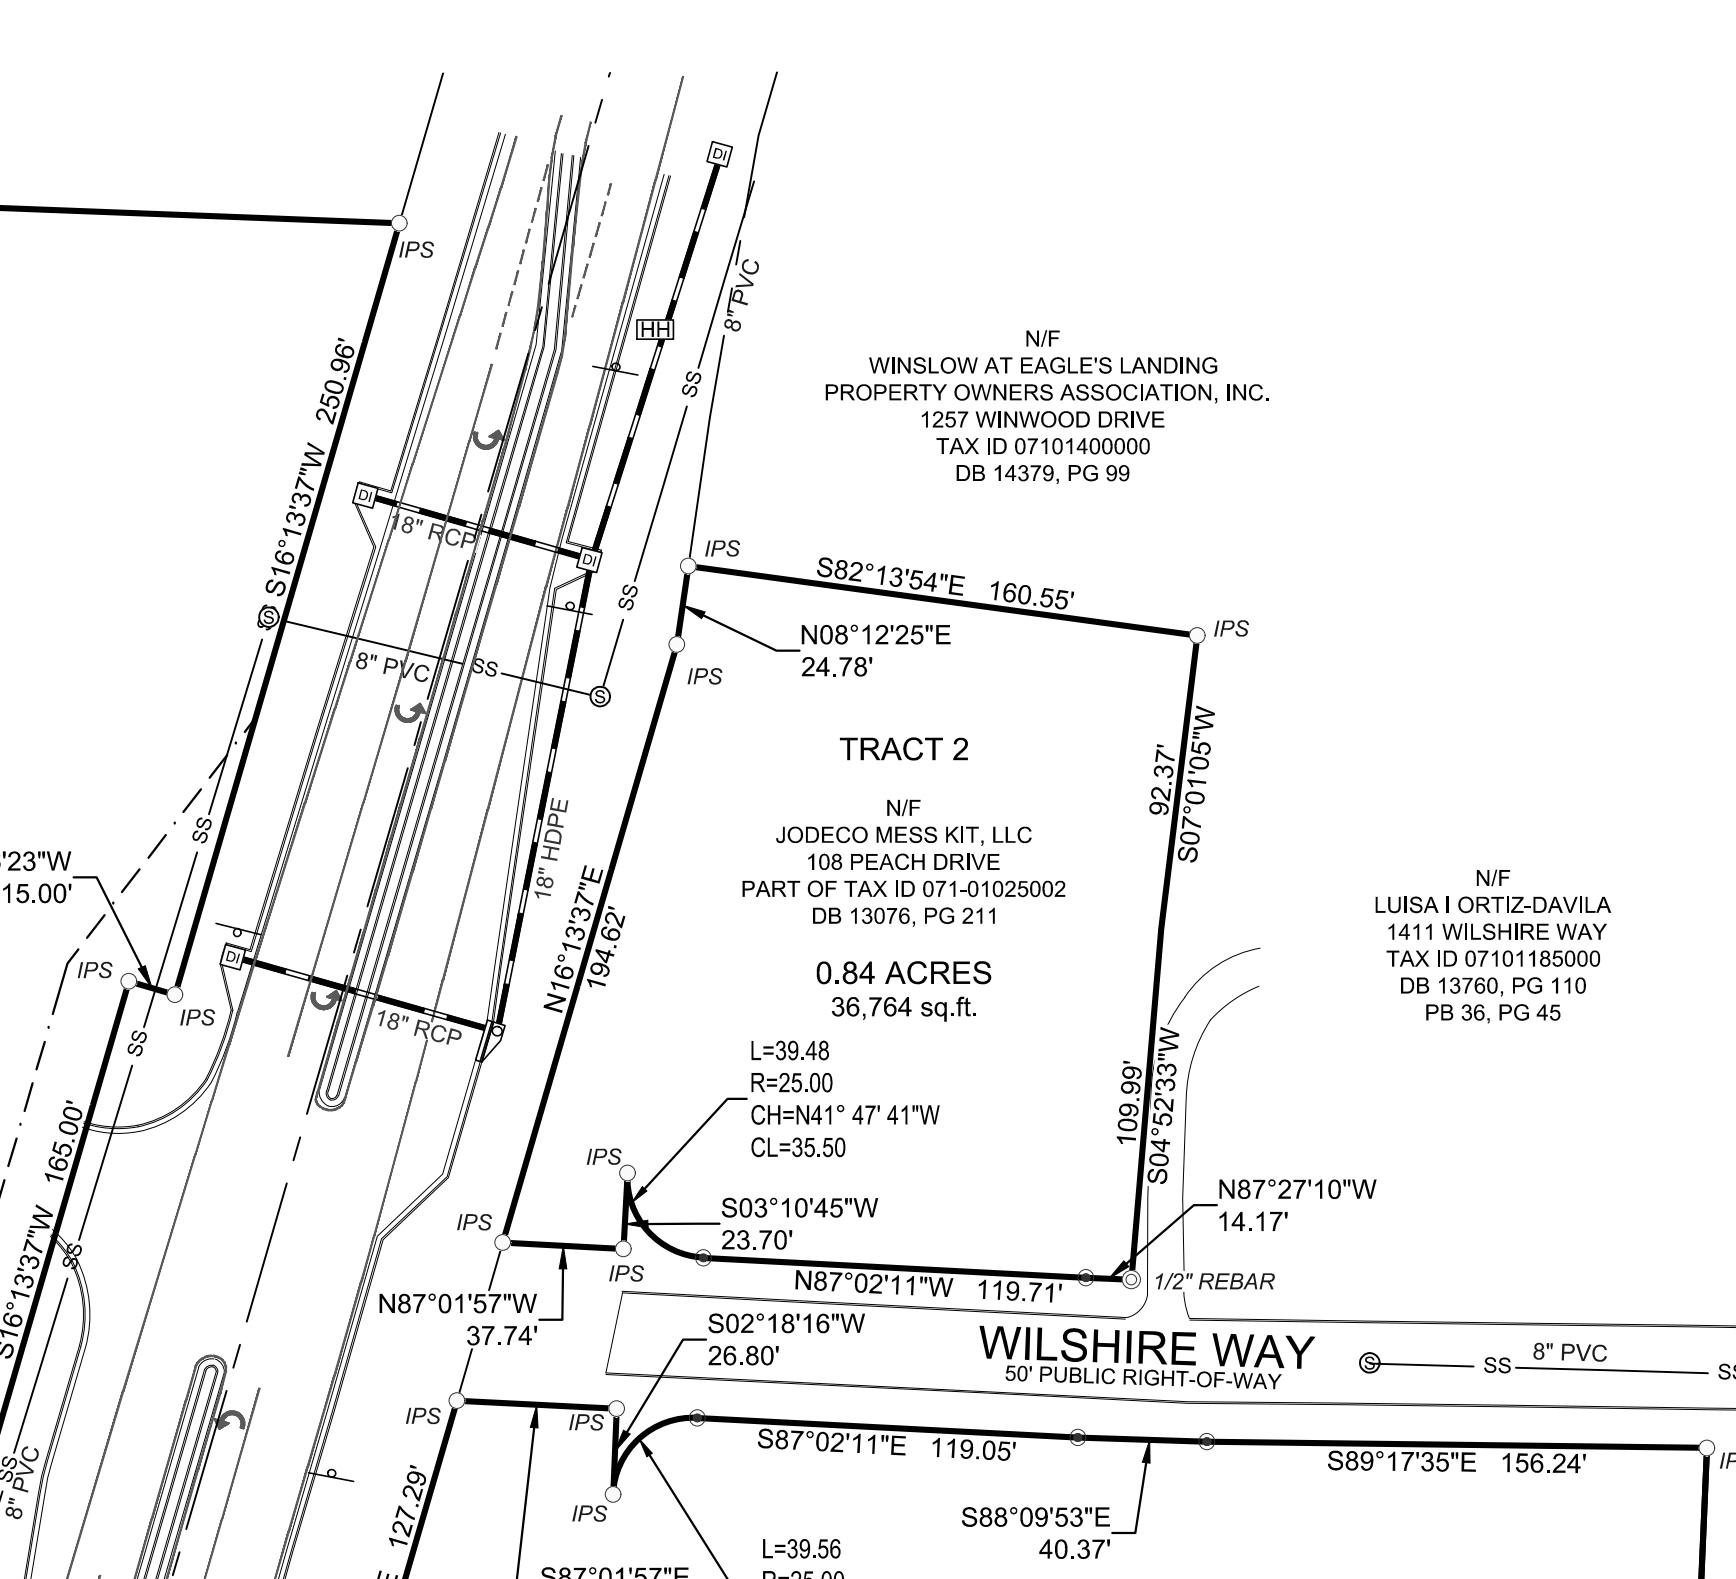 DI
IPS
8" PVC
HH
SS
S16°13'37"W 250.96'
N/F
WINSLOW AT EAGLE'S LANDING
PROPERTY OWNERS ASSOCIATION, INC.
1257 WINWOOD DRIVE
TAX ID 07101400000
DB 14379, PG 99
DI
18" RCP
DI
IPS
S82°13'54"E 160.55'
SS
SS
S
IPS
N08°12'25"E
24.78'
8" PVC
SS
S
IPS
TRACT 2
92.37'
S07°01'05"W
N/F
JODECO MESS KIT, LLC
108 PEACH DRIVE
PART OF TAX ID 071-01025002
DB 13076, PG 211
0.84 ACRES
36,764 sq.ft.
18" HDPE
N16°13'37"E
194.62'
SS
'23"W
15.00'
N/F
LUISA I ORTIZ-DAVILA
1411 WILSHIRE WAY
TAX ID 07101185000
DB 13760, PG 110
PB 36, PG 45
DI
IPS
IPS
SS
18" RCP
L=39.48
R=25.00
CH=N41° 47' 41"W
CL=35.50
109.99'
S04°52'33"W
S16°13'37"W 165.00'
IPS
S03°10'45"W
23.70'
N87°27'10"W
14.17'
IPS
SS
IPS
N87°02'11"W 119.71'
1/2" REBAR
N87°01'57"W
37.74'
S02°18'16"W
26.80'
WILSHIRE WAY
50' PUBLIC RIGHT-OF-WAY
S
SS
8" PVC
SS
IPS
IPS
S87°02'11"E 119.05'
S89°17'35"E 156.24'
SS
8" PVC
127.29'
IPS
S88°09'53"E
40.37'
L=39.56
S87°01'57"E
R=25.00
E